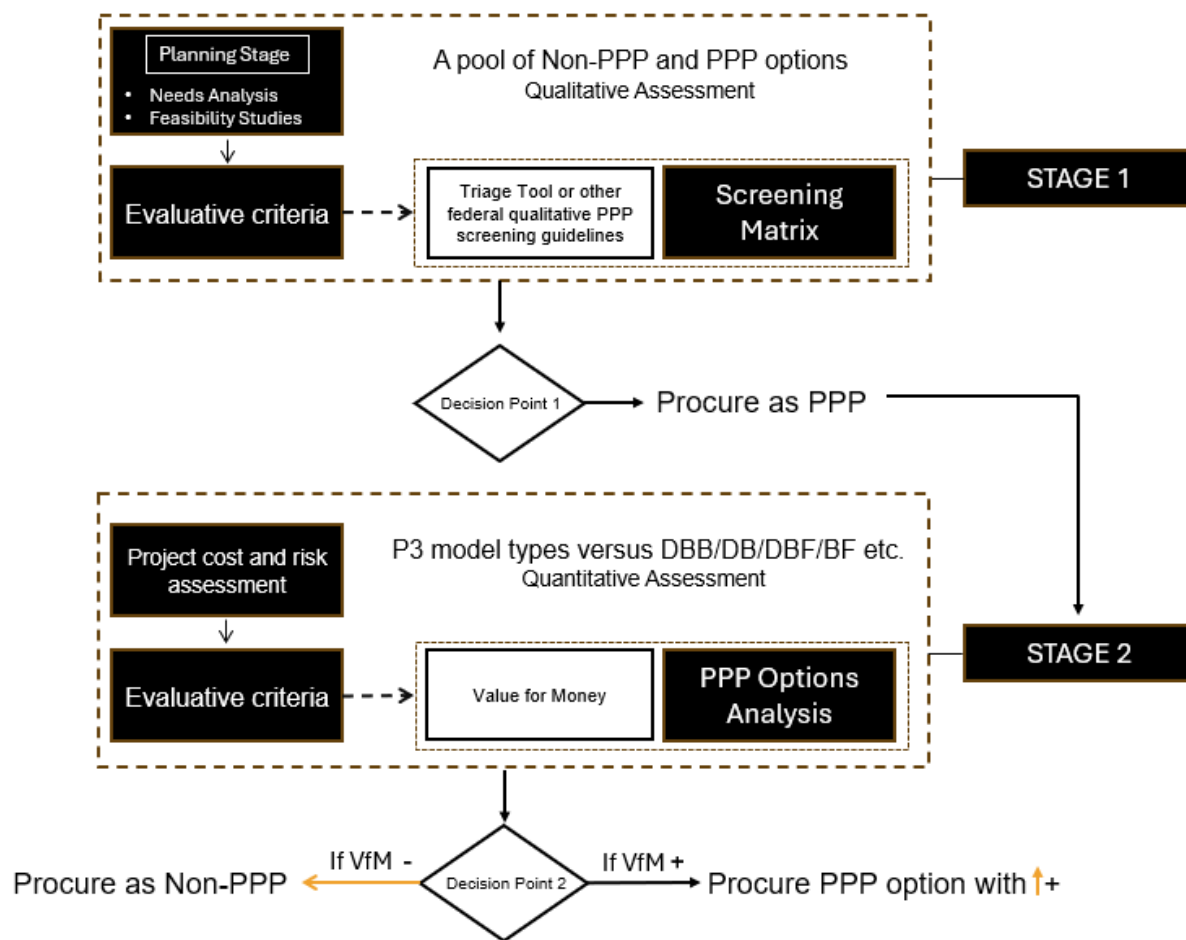 Planning Stage
• Needs Analysis
• Feasibility Studies
A pool of Non-PPP and PPP options
Qualitative Assessment
Evaluative criteria
Triage Tool or other
federal qualitative PPP
screening guidelines
Screening
Matrix
STAGE 1
Decision Point 1
Procure as PPP
Project cost and risk
assessment
P3 model types versus DBB/DB/DBF/BF etc.
Quantitative Assessment
Evaluative criteria
Value for Money
PPP Options
Analysis
STAGE 2
If VfM -
If VfM +
Procure as Non-PPP
Decision Point 2
Procure PPP option with ↑+